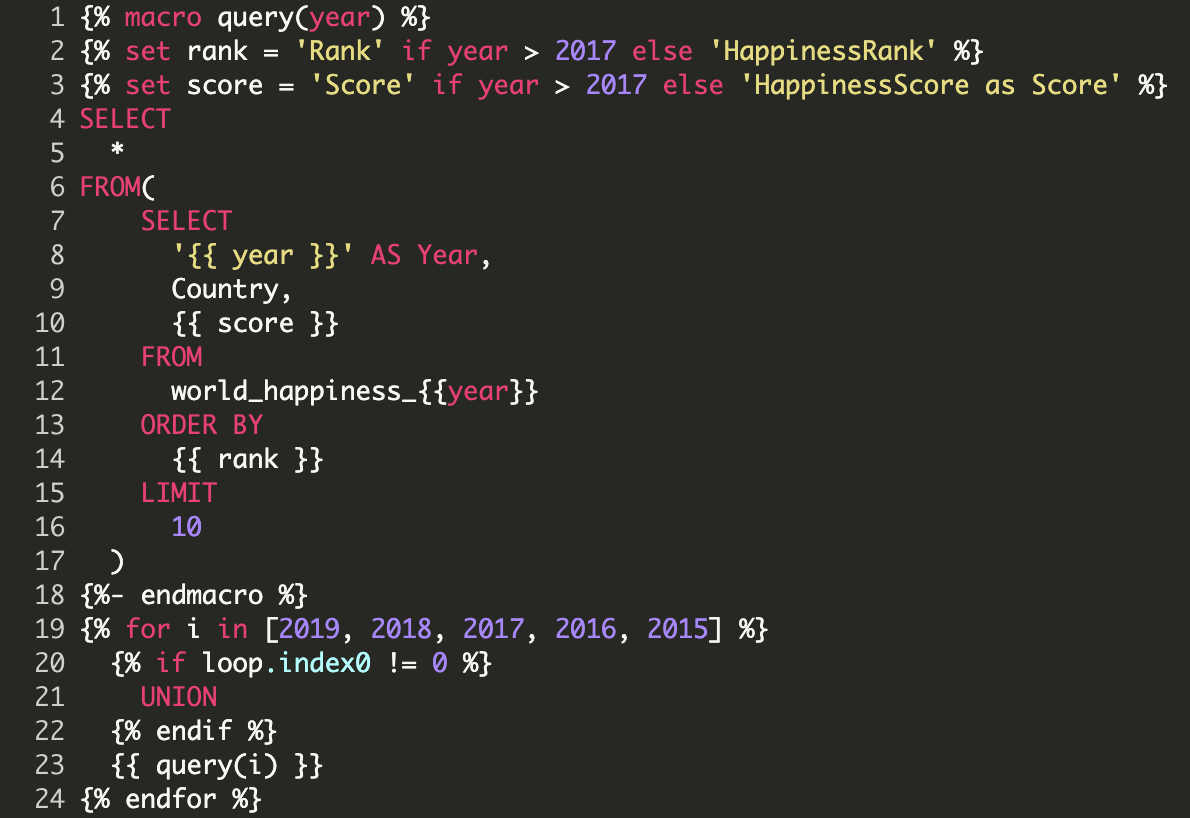 1 {% macro query(year) %}
2 {% set rank = 'Rank' if year > 2017 else 'HappinessRank' %}
3 {% set score = 'Score' if year > 2017 else 'HappinessScore as Score' %}
4 SELECT
5   *
6 FROM(
7     SELECT
8       '{{ year }}' AS Year,
9       Country,
10       {{ score }}
11     FROM
12       world_happiness_{{year}}
13     ORDER BY
14       {{ rank }}
15     LIMIT
16       10
17   )
18 {%- endmacro %}
19 {% for i in [2019, 2018, 2017, 2016, 2015] %}
20   {% if loop.index0 != 0 %}
21     UNION
22   {% endif %}
23   {{ query(i) }}
24 {% endfor %}